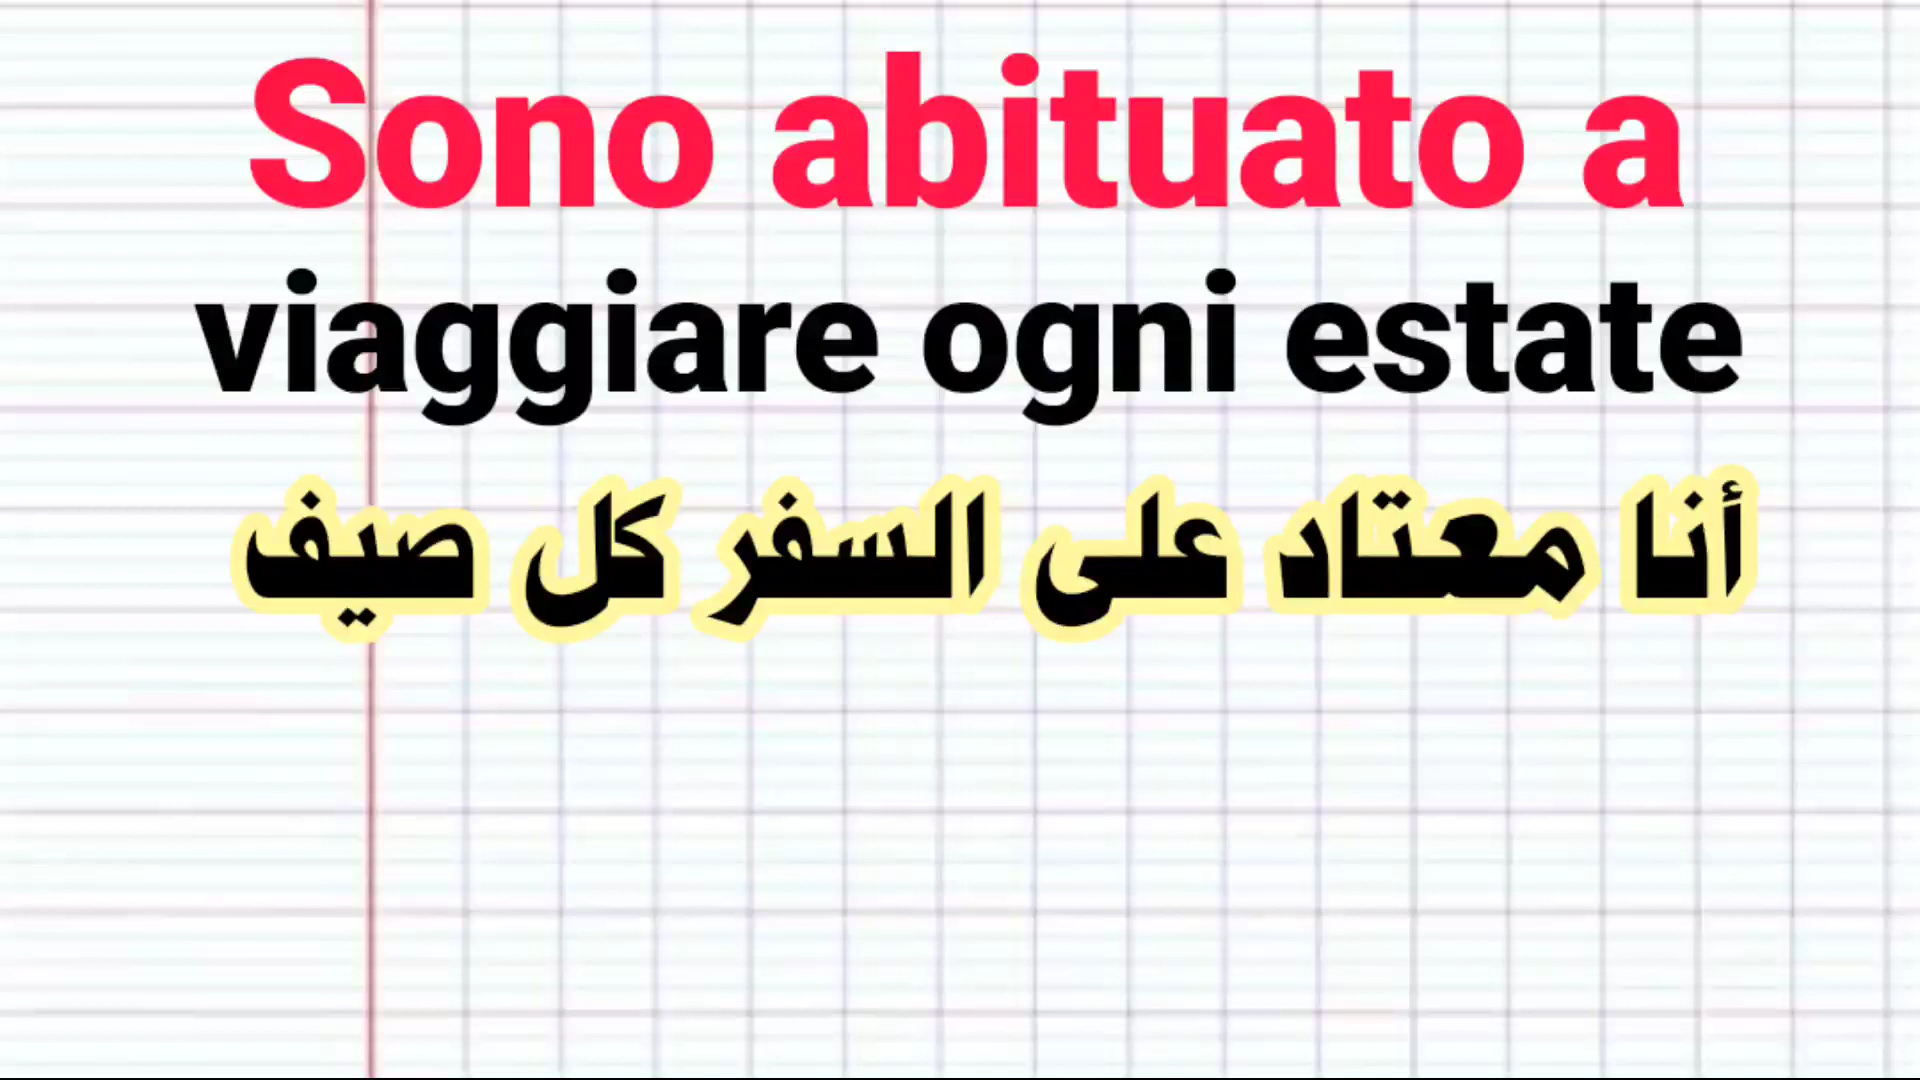 Sono abituato a
viaggiare ogni estate
أنا معتاد على السفر كل صيف